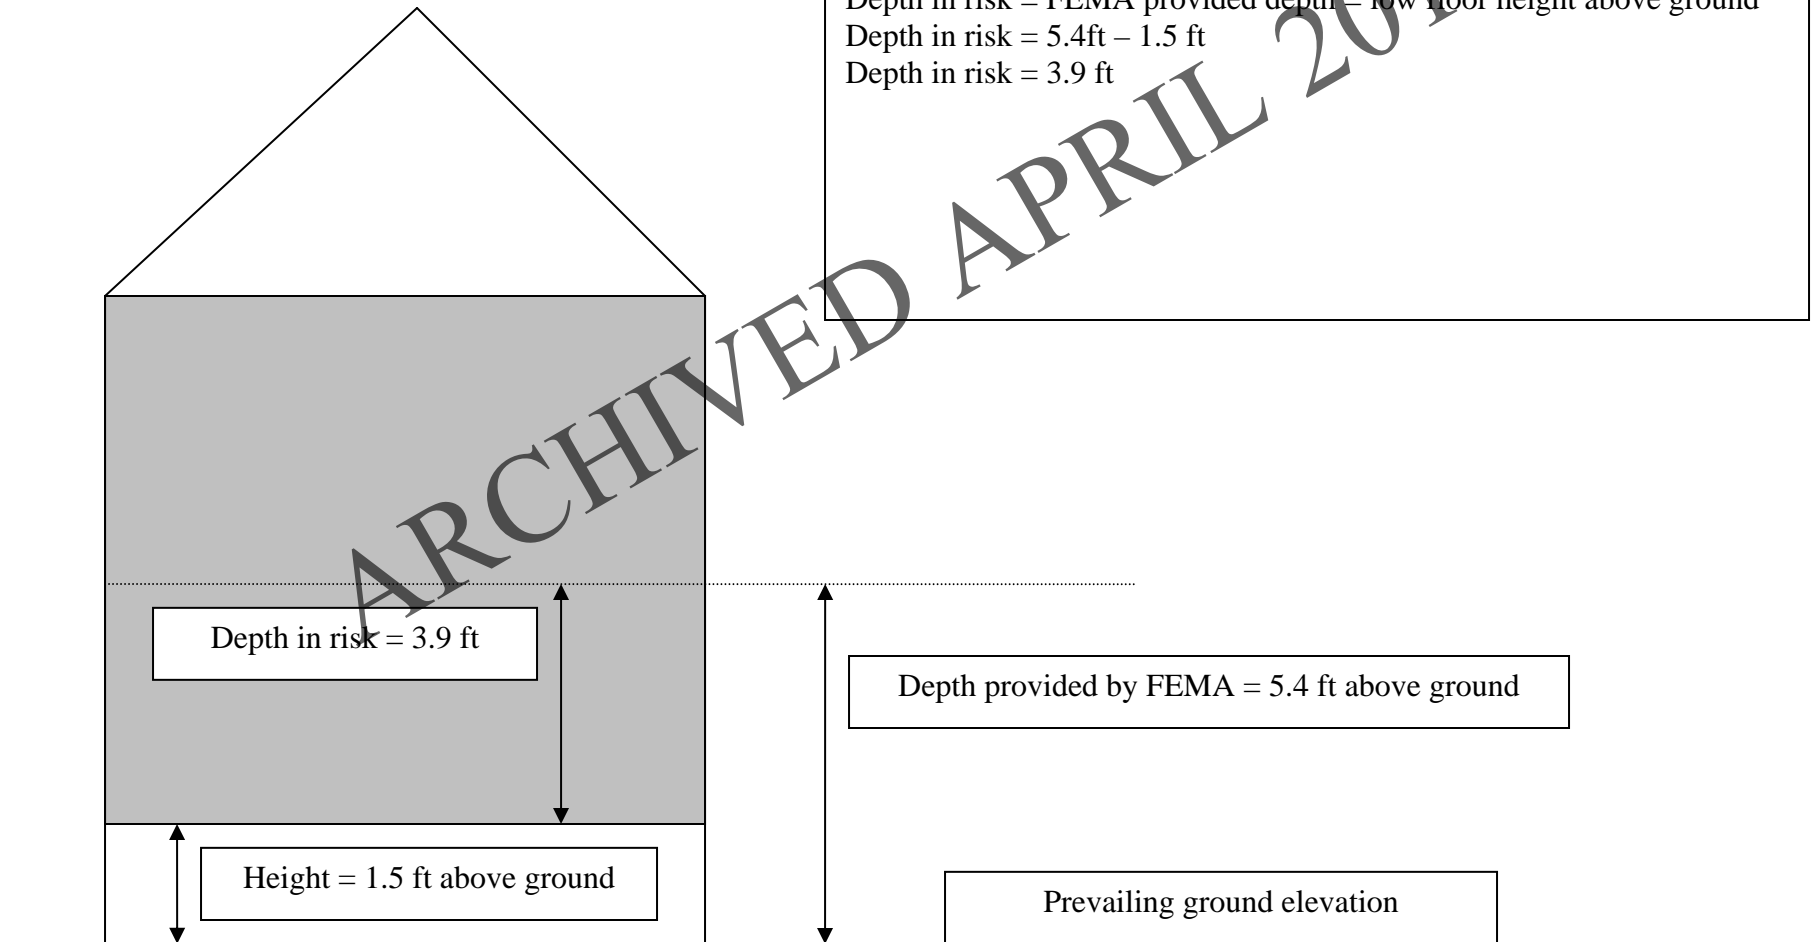 Depth in risk = FEMA provided depth = low floor height above ground
Depth in risk = 5.4ft – 1.5 ft
Depth in risk = 3.9 ft
ARCHIVED APRIL 201
Depth in risk = 3.9 ft
Depth provided by FEMA = 5.4 ft above ground
Height = 1.5 ft above ground
Prevailing ground elevation